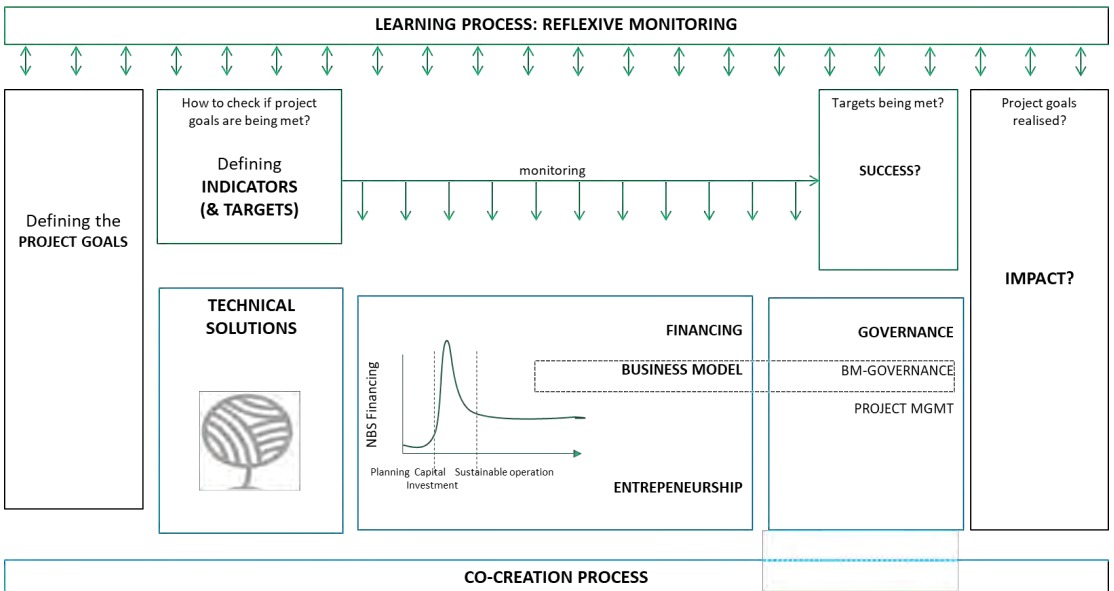 LEARNING PROCESS: REFLEXIVE MONITORING
Defining the
PROJECT GOALS
How to check if project
goals are being met?
Defining
INDICATORS
(& TARGETS)
monitoring
Targets being met?
SUCCESS?
Project goals
realised?
IMPACT?
TECHNICAL
SOLUTIONS
NBS Financing
Planning
Capital
Investment
Sustainable operation
FINANCING
BUSINESS MODEL
ENTREPENEURSHIP
GOVERNANCE
BM-GOVERNANCE
PROJECT MGMT
CO-CREATION PROCESS